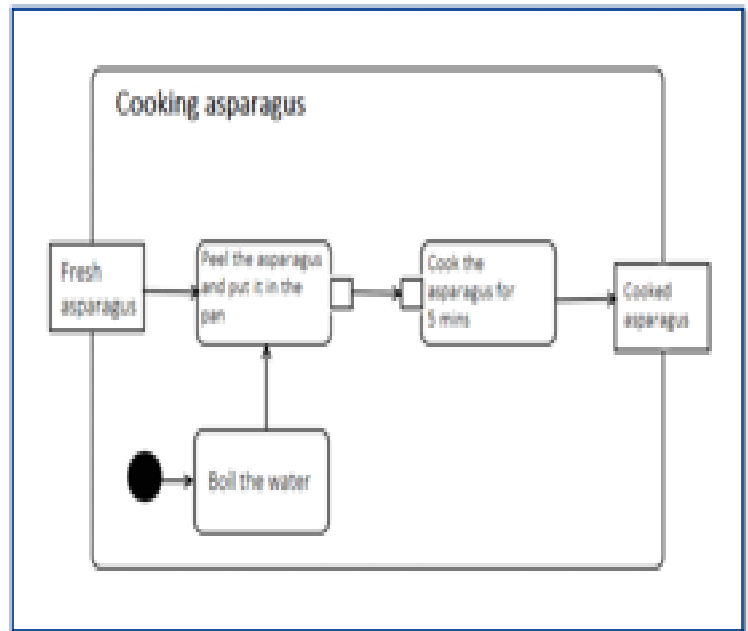 Cooking asparagus
Fresh
asparagus
Peel the asparagus
and put it in the
pan
Cook the
asparagus for
5 mins
Cooked
asparagus
Boil the water